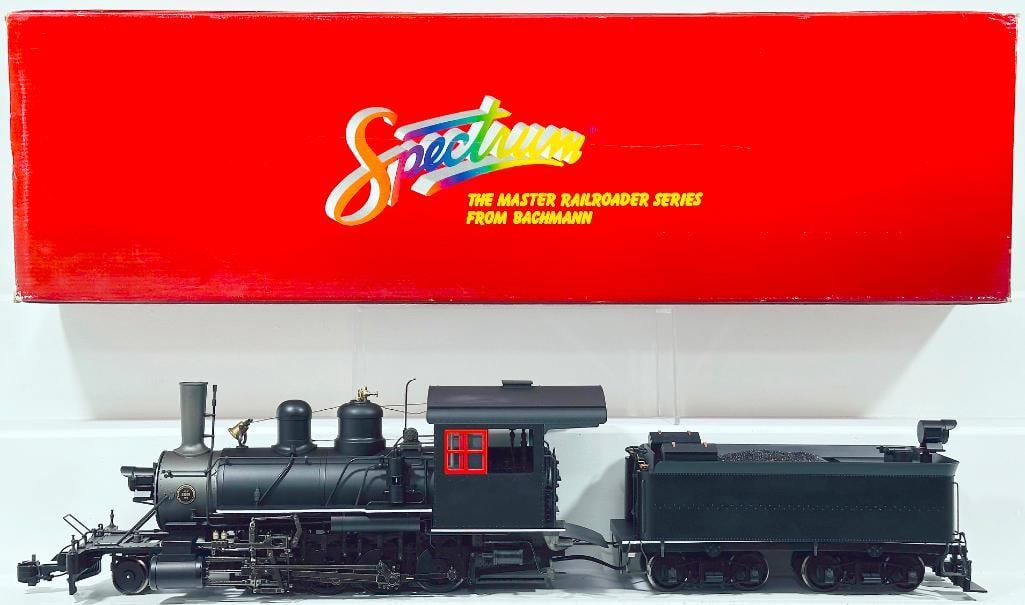 Spectrum®
THE MASTER RAILROADER SERIES
FROM BACHMANN